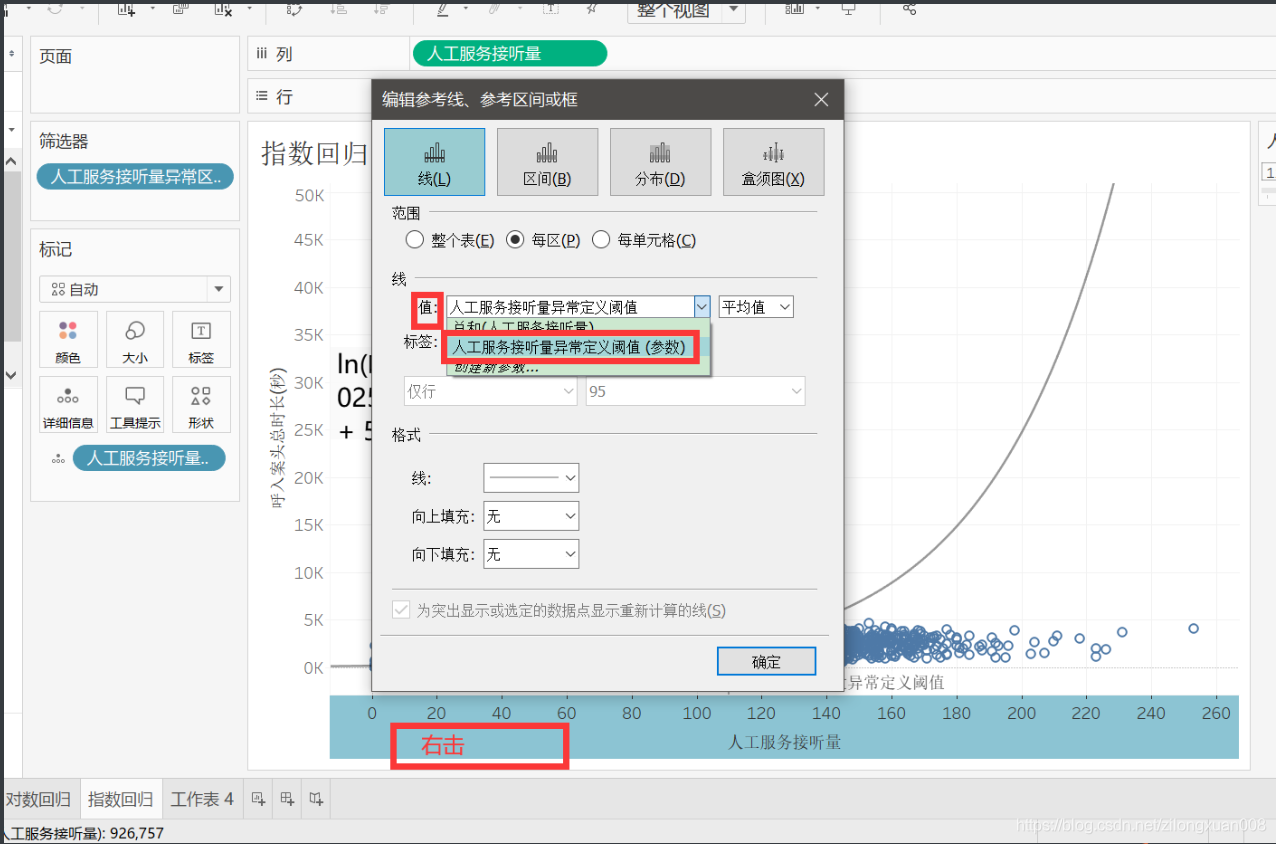 整个视图
页面
iii 列
人工服务接听量
行
筛选器
人工服务接听量异常区..
标记
自动
颜色
大小
标签
详细信息
工具提示
形状
人工服务接听量..
指数回归
50K
45K
40K
35K
30K
25K
20K
15K
10K
5K
0K
呼入案头总时长(秒)
ln(
025
+ 5
编辑参考线、参考区间或框
线(L)
区间(B)
分布(D)
盒须图(X)
范围
整个表(E)
每区(P)
每单元格(C)
线
值:
人工服务接听量异常定义阈值
平均值
总和(人工服务接听量)
标签:
人工服务接听量异常定义阈值 (参数)
创建新参数...
仅行
95
格式
线:
向上填充:
无
向下填充:
无
为突出显示或选定的数据点显示重新计算的线(S)
确定
异常定义阈值
0 20 40 60 80 100 120 140 160 180 200 220 240 260
右击
人工服务接听量
对数回归
指数回归
工作表 4
人工服务接听量): 926,757
https://blog.csdn.net/zilongxuan008